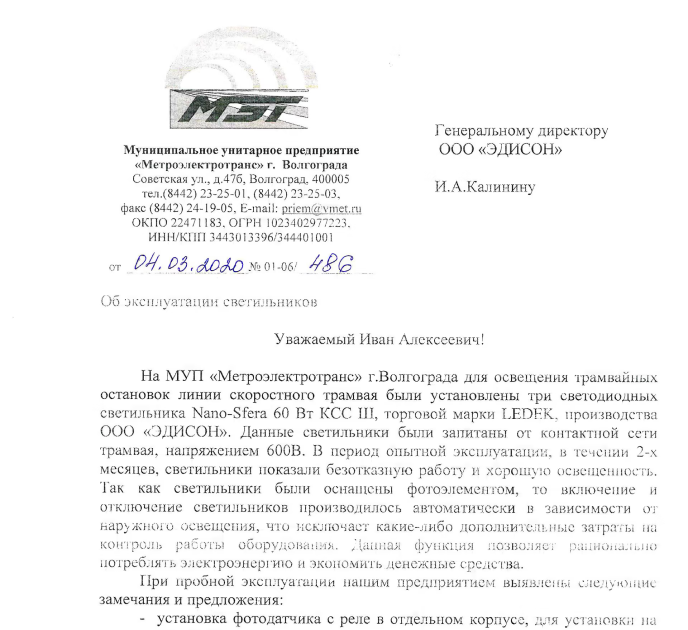 МЭТ
Муниципальное унитарное предприятие
«Метроэлектротранс» г. Волгограда
Советская ул., д.47б, Волгоград, 400005
тел.(8442) 23-25-01, (8442) 23-25-03,
факс (8442) 24-19-05, E-mail: priem@vmet.ru
ОКПО 22471183, ОГРН 1023402977223,
ИНН/КПП 3443013396/344401001
от 04.03.2020 № 01-06/ 486
Генеральному директору
ООО «ЭДИСОН»
И.А.Калинину
Об эксплуатации светильников
Уважаемый Иван Алексеевич!
На МУП «Метроэлектротранс» г.Волгограда для освещения трамвайных
остановок линии скоростного трамвая были установлены три светодиодных
светильника Nano-Sfera 60 Вт КСС Ш, торговой марки LEDEK, производства
ООО «ЭДИСОН». Данные светильники были запитаны от контактной сети
трамвая, напряжением 600В. В период опытной эксплуатации, в течении 2-х
месяцев, светильники показали безотказную работу и хорошую освещенность.
Так как светильники были оснащены фотоэлементом, то включение и
отключение светильников производилось автоматически в зависимости от
наружного освещения, что исключает какие-либо дополнительные затраты на
контроль работы оборудования. Данная функция позволяет рационально
потреблять электроэнергию и экономить денежные средства.
При пробной эксплуатации нашим предприятием выявлены следующие
замечания и предложения:
- установка фотодатчика с реле в отдельном корпусе, для установки на